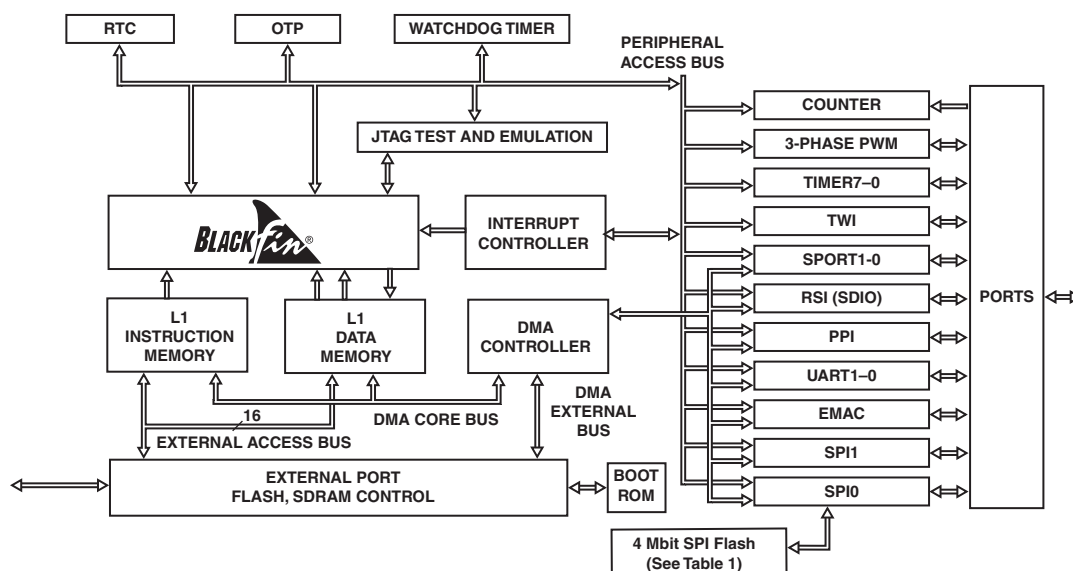 RTC
OTP
WATCHDOG TIMER
PERIPHERAL
ACCESS BUS
JTAG TEST AND EMULATION
BLACKfin®
INTERRUPT
CONTROLLER
L1
INSTRUCTION
MEMORY
L1
DATA
MEMORY
DMA
CONTROLLER
16
EXTERNAL ACCESS BUS
DMA CORE BUS
DMA
EXTERNAL
BUS
EXTERNAL PORT
FLASH, SDRAM CONTROL
BOOT
ROM
COUNTER
3-PHASE PWM
TIMER7–0
TWI
SPORT1-0
RSI (SDIO)
PPI
UART1–0
EMAC
SPI1
SPI0
PORTS
4 Mbit SPI Flash
(See Table 1)